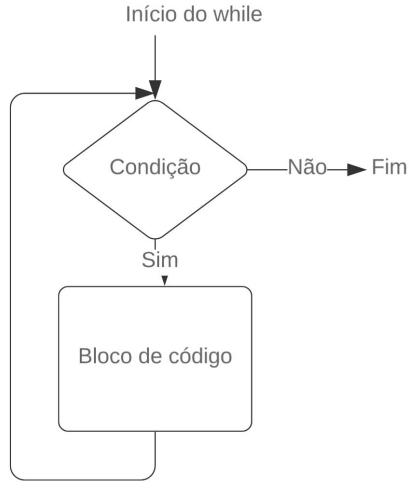 Início do while
Condição
Não
Fim
Sim
Bloco de código